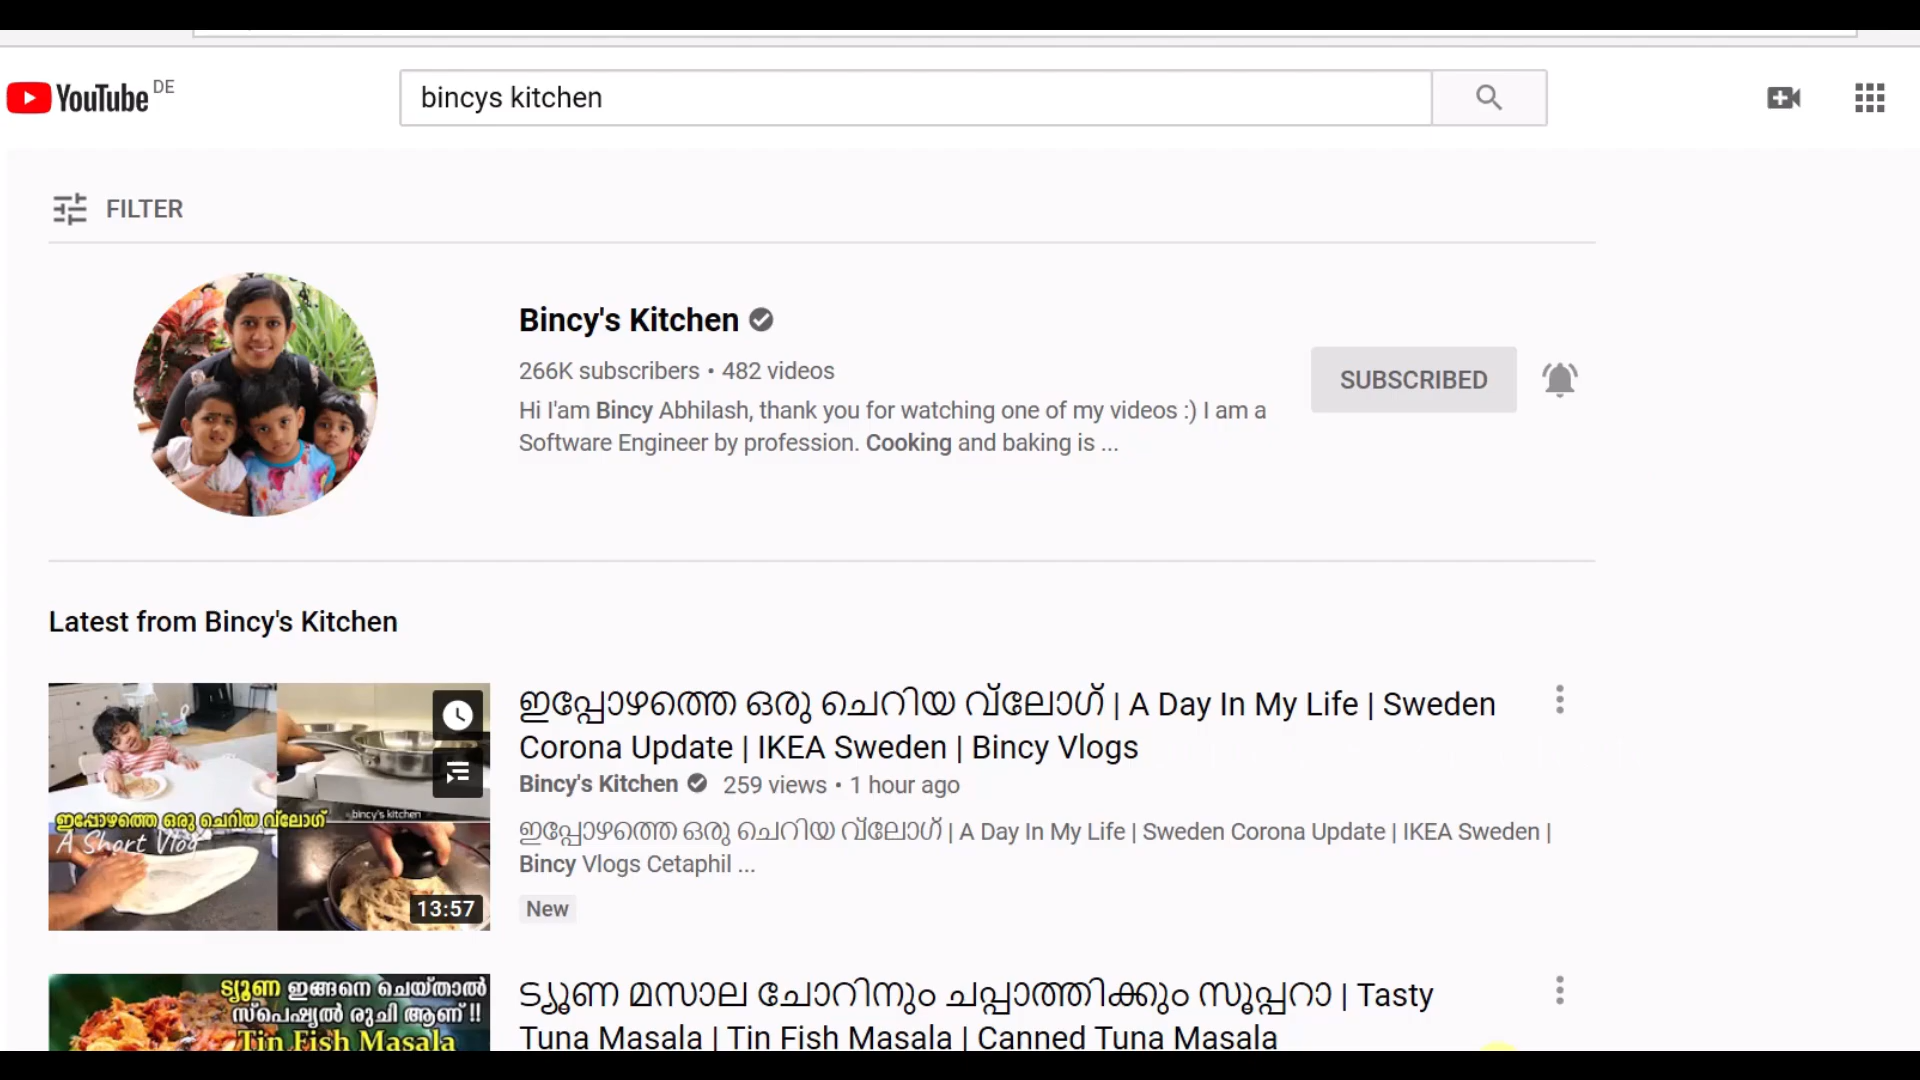 YouTube DE
bincys kitchen
FILTER
Bincy's Kitchen
266K subscribers • 482 videos
Hi I'am Bincy Abhilash, thank you for watching one of my videos :) I am a
Software Engineer by profession. Cooking and baking is ...
SUBSCRIBED
Latest from Bincy's Kitchen
ഇപ്പോഴത്തെ ഒരു ചെറിയ വ്ലോഗ്
bincy's kitchen
A Short Vlog
13:57
ഇപ്പോഴത്തെ ഒരു ചെറിയ വ്ലോഗ് | A Day In My Life | Sweden
Corona Update | IKEA Sweden | Bincy Vlogs
Bincy's Kitchen 259 views • 1 hour ago
ഇപ്പോഴത്തെ ഒരു ചെറിയ വ്ലോഗ് | A Day In My Life | Sweden Corona Update | IKEA Sweden |
Bincy Vlogs Cetaphil ...
New
ട്യൂണ ഇങ്ങനെ ചെയ്താൽ
സ്പെഷ്യൽ രുചി ആണ് !!
Tin Fish Masala
ട്യൂണ മസാല ചോറിനും ചപ്പാത്തിക്കും സൂപ്പറാ | Tasty
Tuna Masala | Tin Fish Masala | Canned Tuna Masala